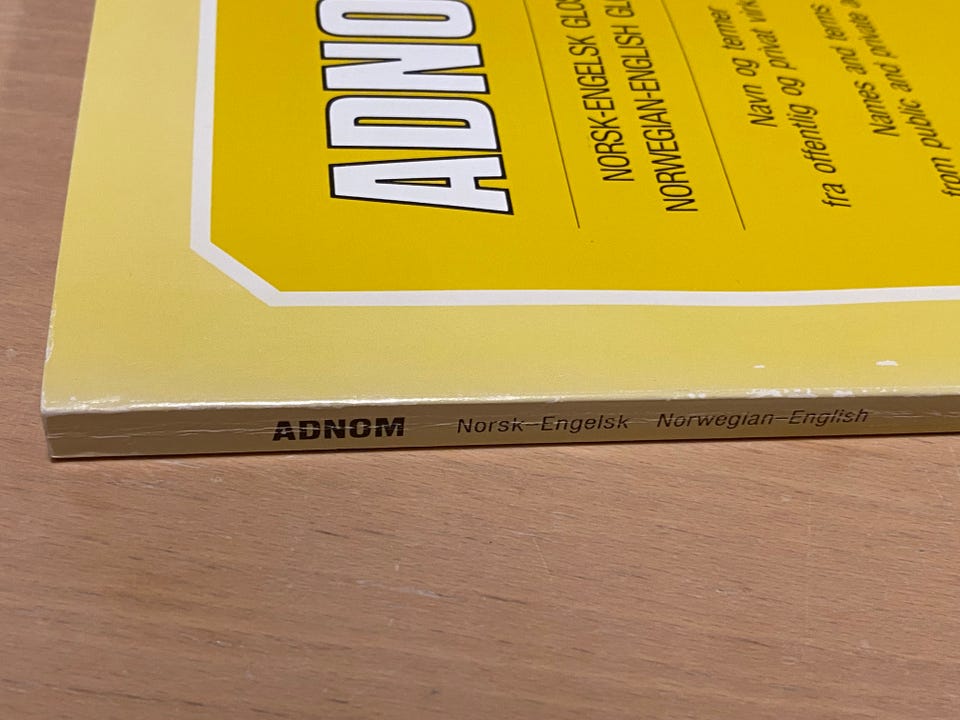 ADNO
NORSK-ENGELSK GLO
NORWEGIAN-ENGLISH GL
Navn og termer
fra offentlig og privat virk
Names and terms
from public and private
ADNOM Norsk-Engelsk Norwegian-English